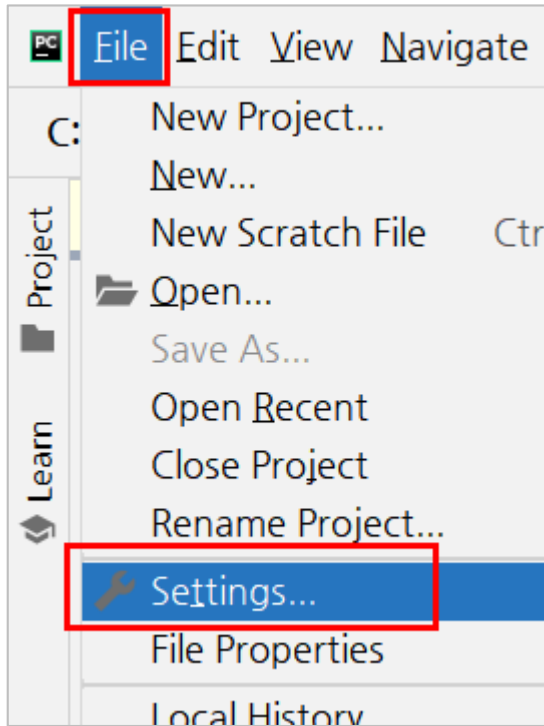 PC File Edit View Navigate
C:
Project
Learn
New Project...
New...
New Scratch File Ctr
Open...
Save As...
Open Recent
Close Project
Rename Project...
Settings...
File Properties
Local History